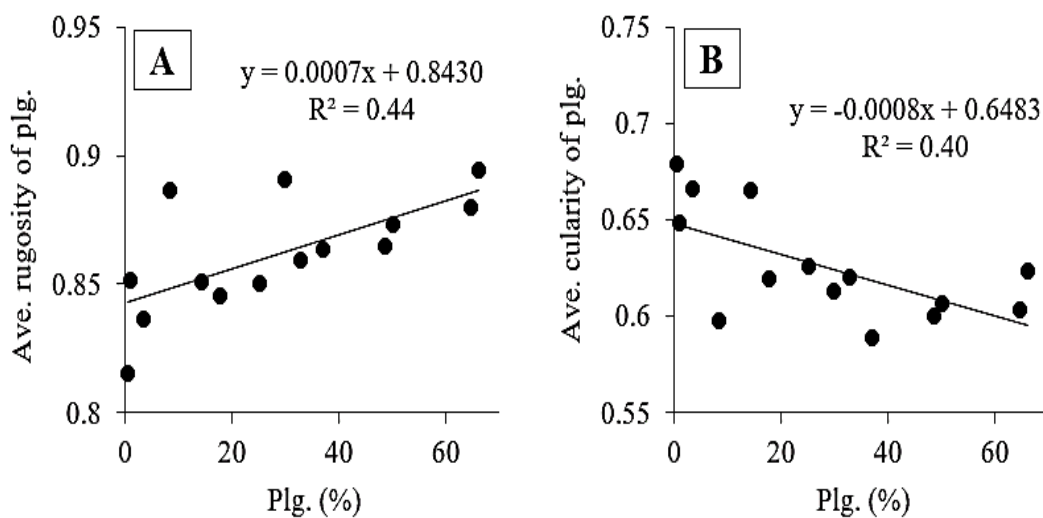 A
y = 0.0007x + 0.8430
R² = 0.44
Ave. rugosity of plg.
0.95
0.9
0.85
0.8
0
20
40
60
Plg. (%)
B
y = -0.0008x + 0.6483
R² = 0.40
Ave. cularity of plg.
0.75
0.7
0.65
0.6
0.55
0
20
40
60
Plg. (%)